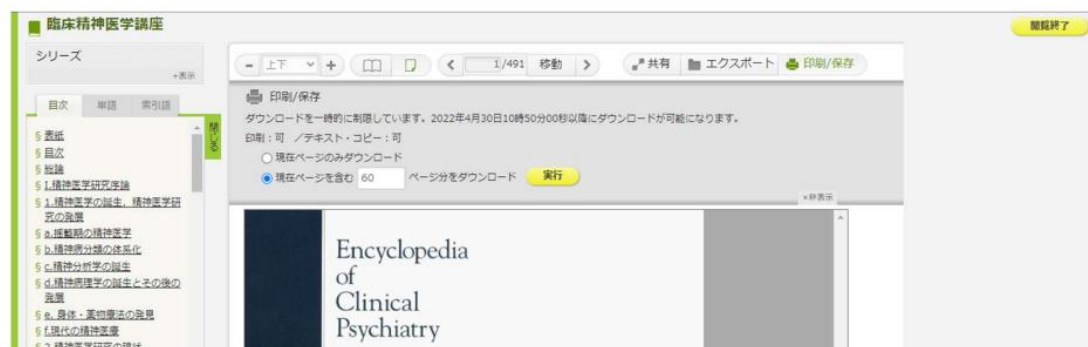 臨床精神医学講座
閲覧終了
シリーズ
+表示
目次 単語 索引語
閉じる
§ 表紙
§ 目次
§ 総論
§ I.精神医学研究序論
§ 1.精神医学の誕生，精神医学研
究の発展
§ a.揺籃期の精神医学
§ b.精神病分類の体系化
§ c.精神分析学の誕生
§ d.精神病理学の誕生とその後の
発展
§ e. 身体・薬物療法の発見
§ f.現代の精神医療
§ 2.精神医学研究の現状
- 上下 + 1/491 移動 共有 エクスポート 印刷/保存
印刷/保存
ダウンロードを一時的に制限しています。2022年4月30日10時50分00秒以降にダウンロードが可能になります。
印刷：可 ／テキスト・コピー：可
現在ページのみダウンロード
現在ページを含む 60 ページ分をダウンロード 実行
×非表示
Encyclopedia
of
Clinical
Psychiatry